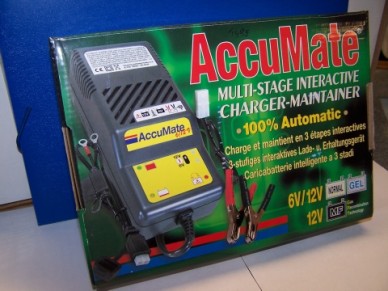 AccuMate
MULTI-STAGE INTERACTIVE
CHARGER-MAINTAINER
• 100% Automatic •
Charge et maintient en 3 étapes interactives
3-stufiges interaktives Lade- u. Erhaltungsgerät
Caricabatterie intelligente a 3 stadi
6V/12V NORMAL GEL
12V MF
AccuMate